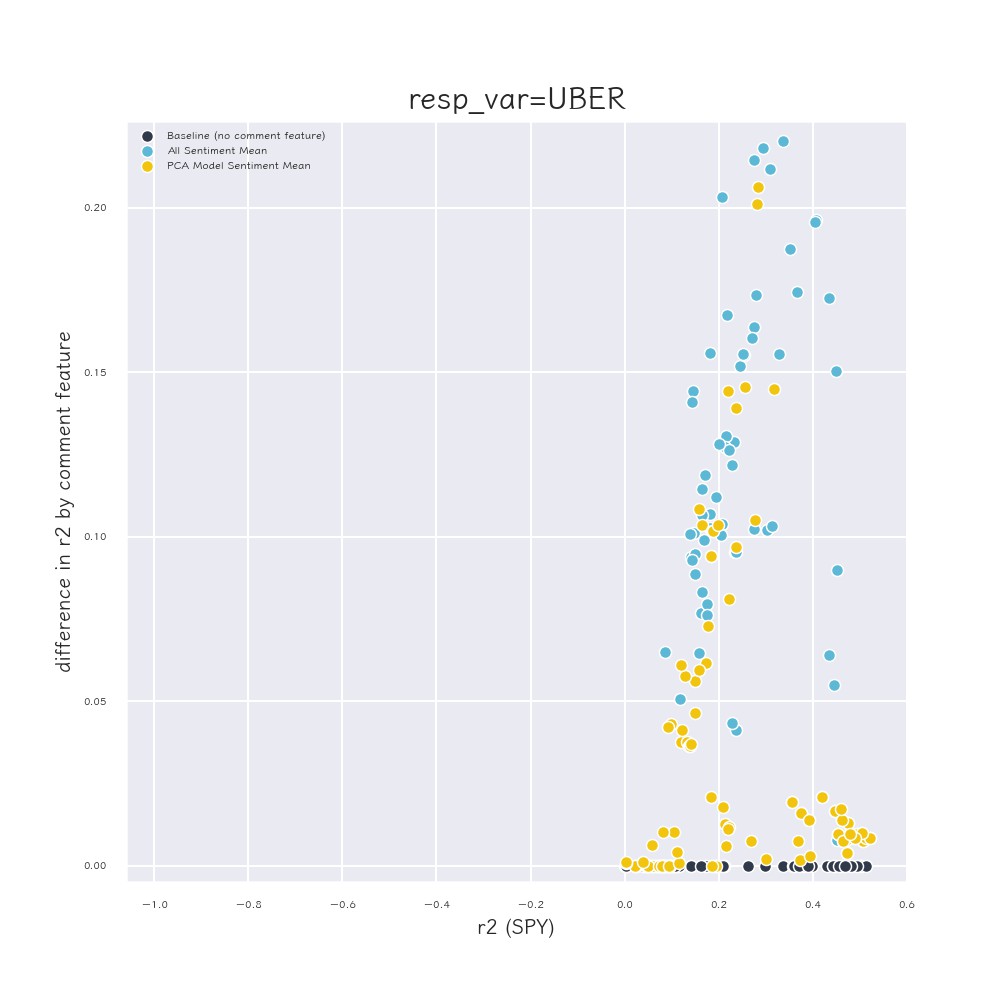 resp_var=UBER
Baseline (no comment feature)
All Sentiment Mean
PCA Model Sentiment Mean
0.20
0.15
0.10
0.05
0.00
difference in r2 by comment feature
−1.0 −0.8 −0.6 −0.4 −0.2 0.0 0.2 0.4 0.6
r2 (SPY)